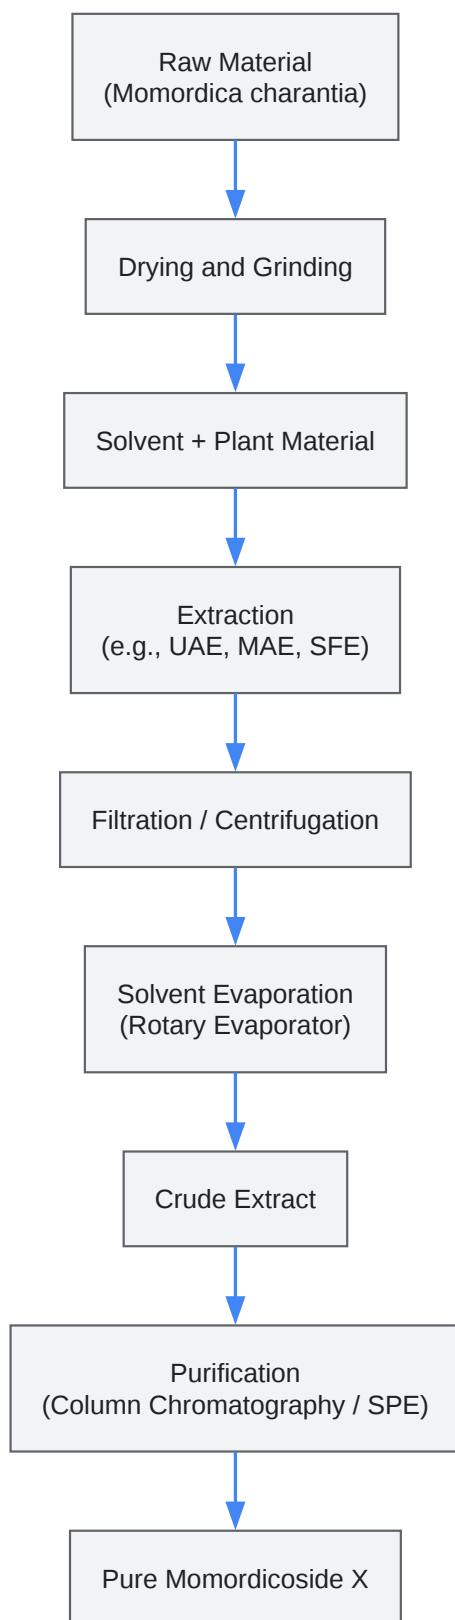 Raw Material
(Momordica charantia)
Drying and Grinding
Solvent + Plant Material
Extraction
(e.g., UAE, MAE, SFE)
Filtration / Centrifugation
Solvent Evaporation
(Rotary Evaporator)
Crude Extract
Purification
(Column Chromatography / SPE)
Pure Momordicoside X